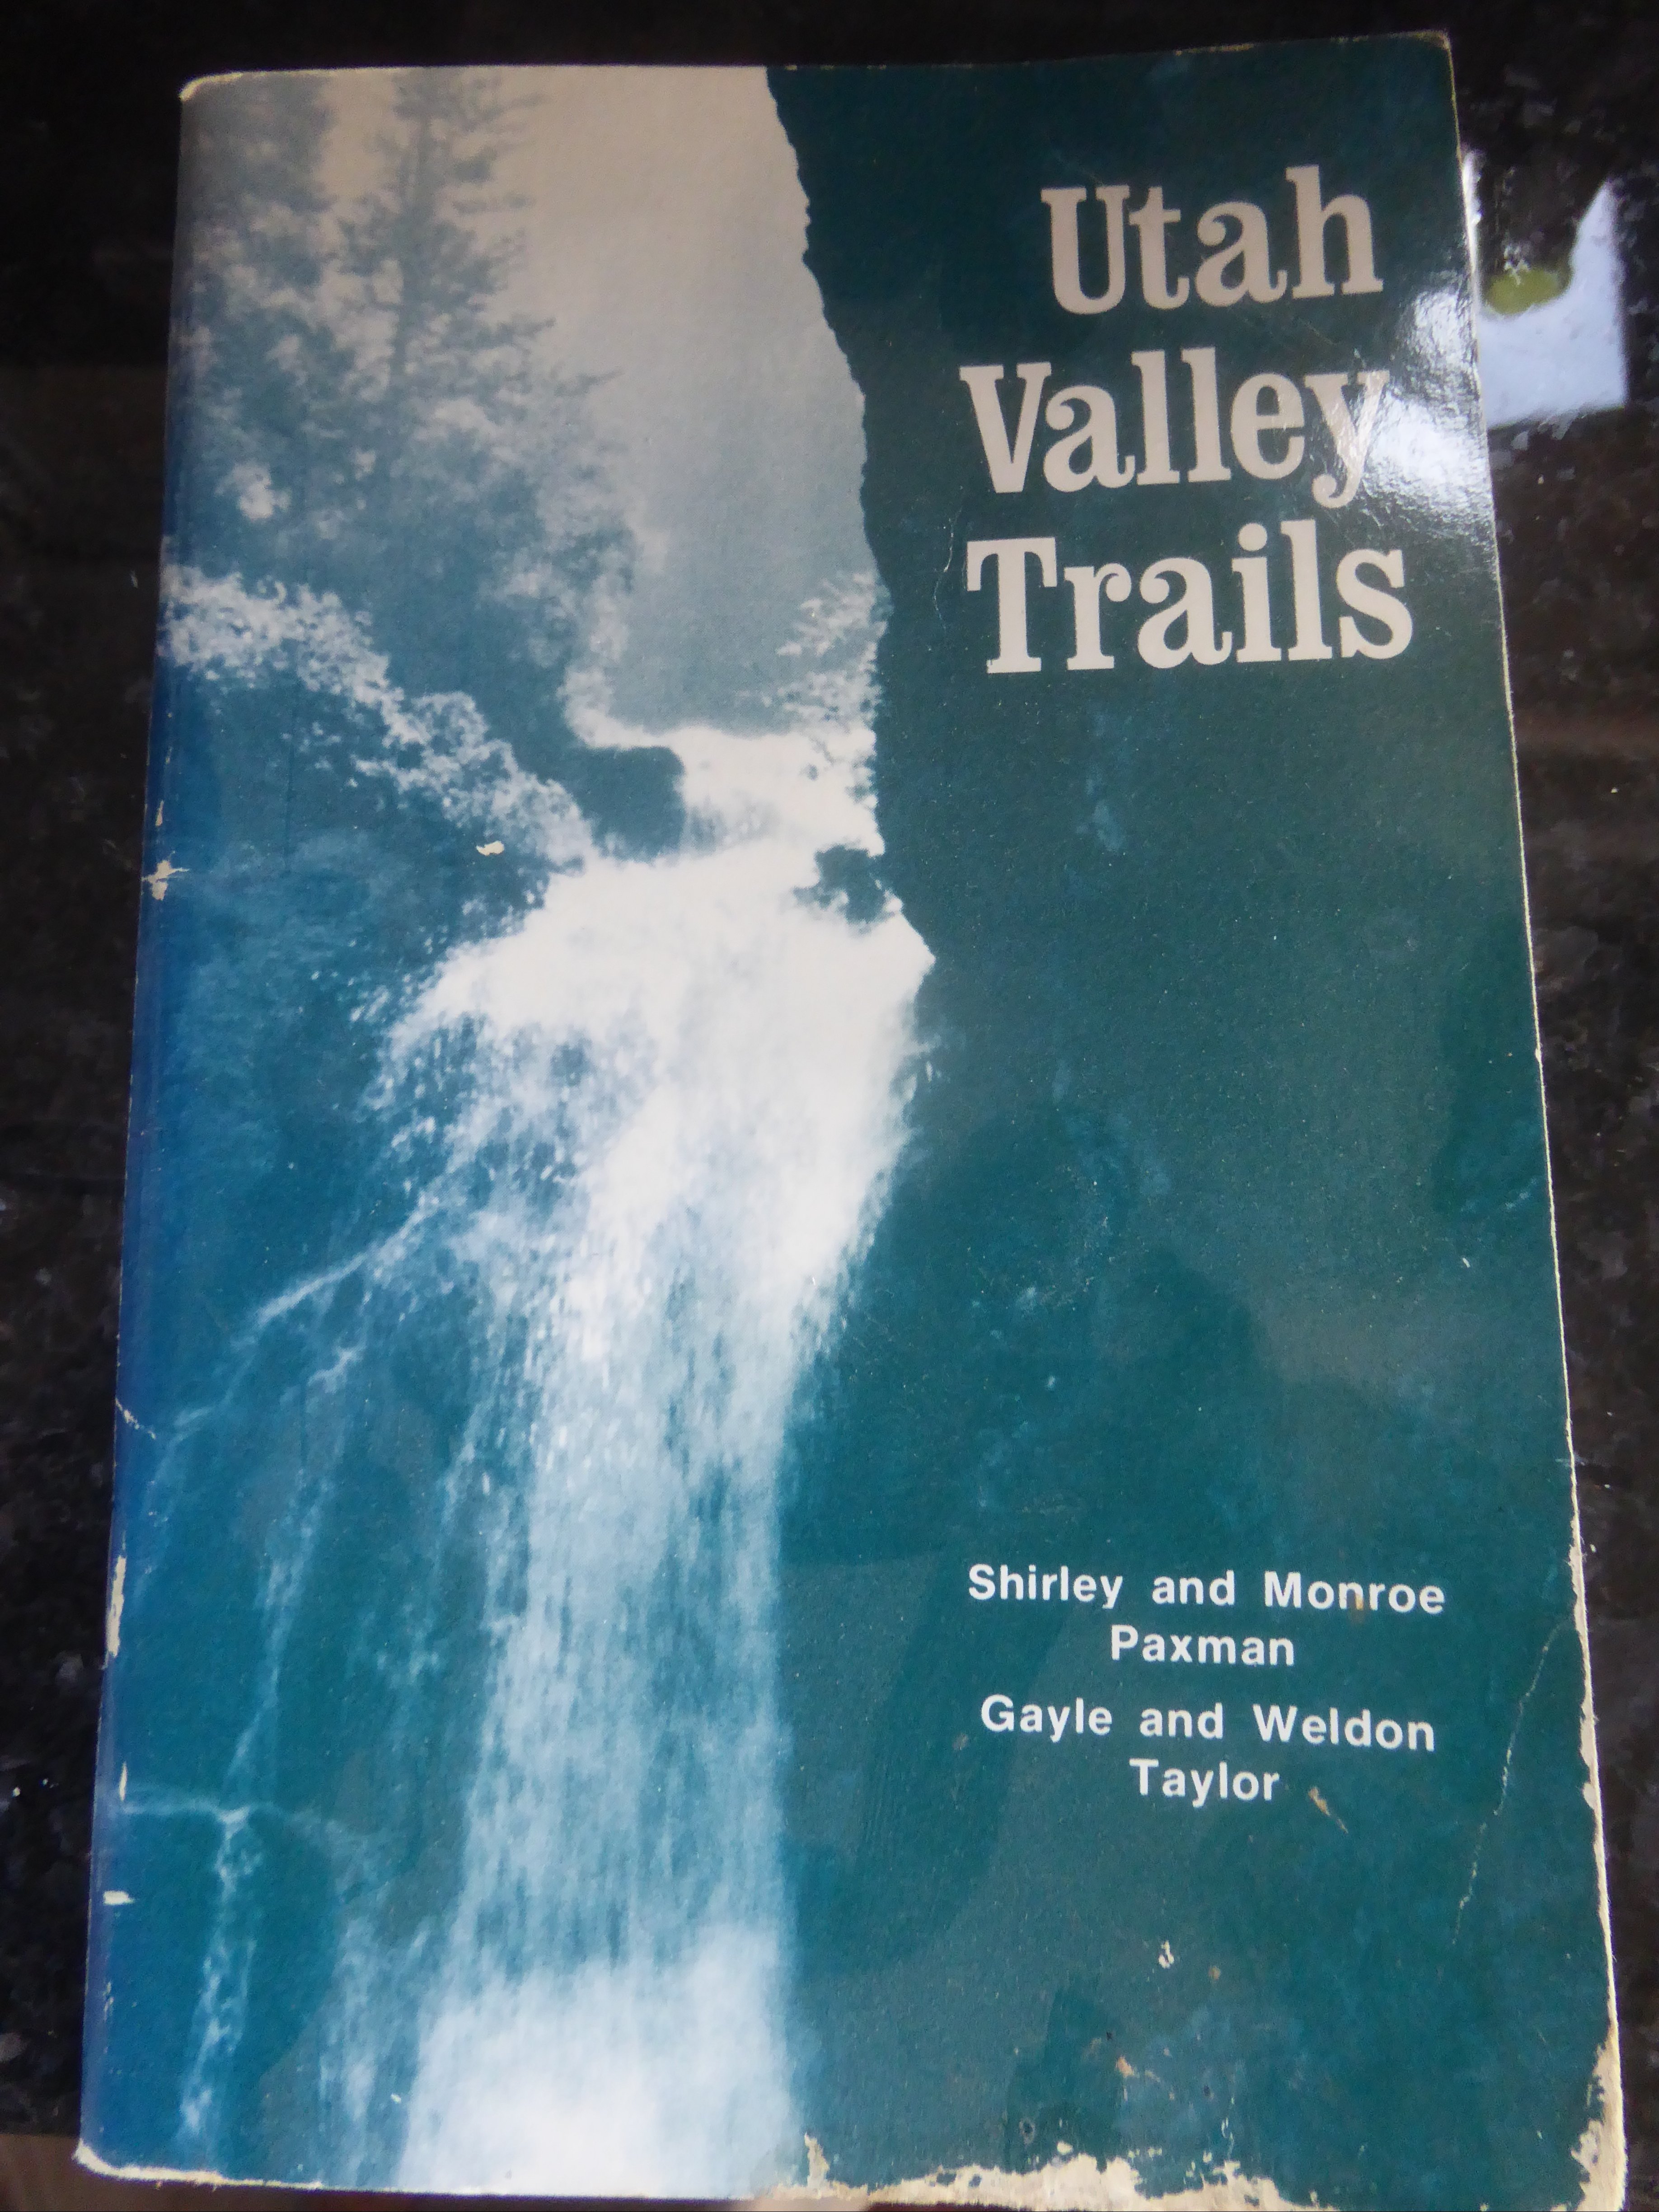 Utah
Valley
Trails
Shirley and Monroe
Paxman
Gayle and Weldon
Taylor